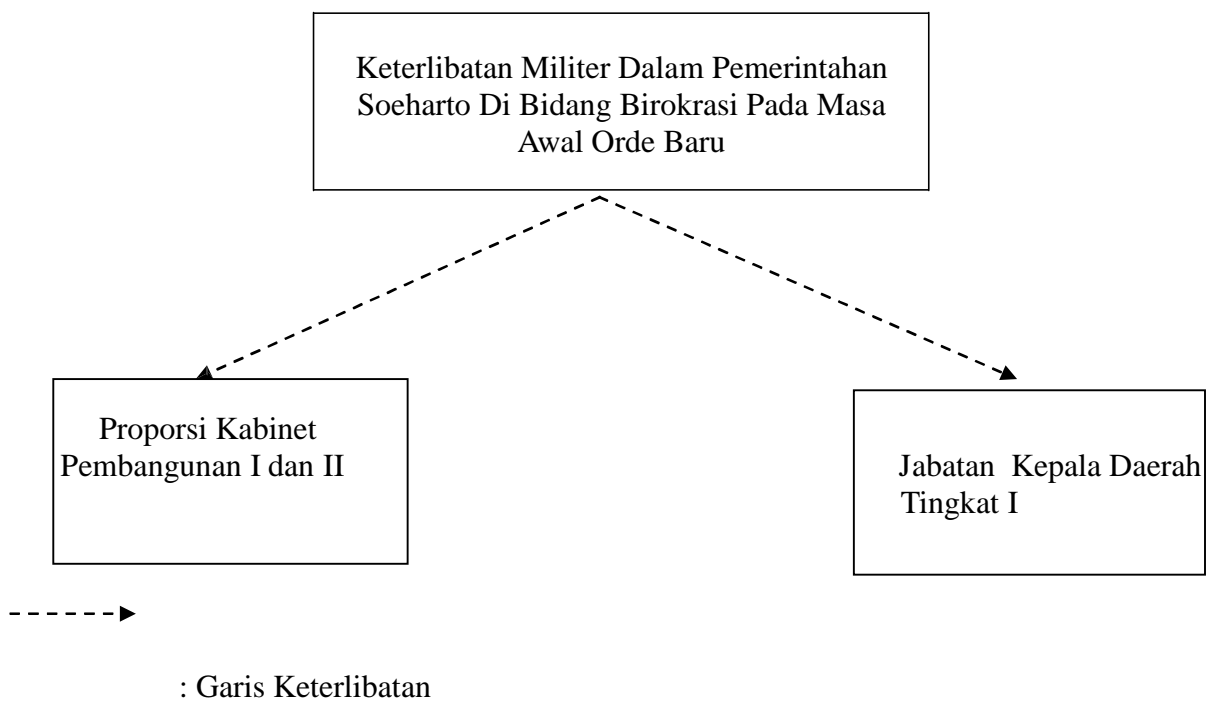 Keterlibatan Militer Dalam Pemerintahan
Soeharto Di Bidang Birokrasi Pada Masa
Awal Orde Baru
Proporsi Kabinet
Pembangunan I dan II
Jabatan Kepala Daerah
Tingkat I
: Garis Keterlibatan